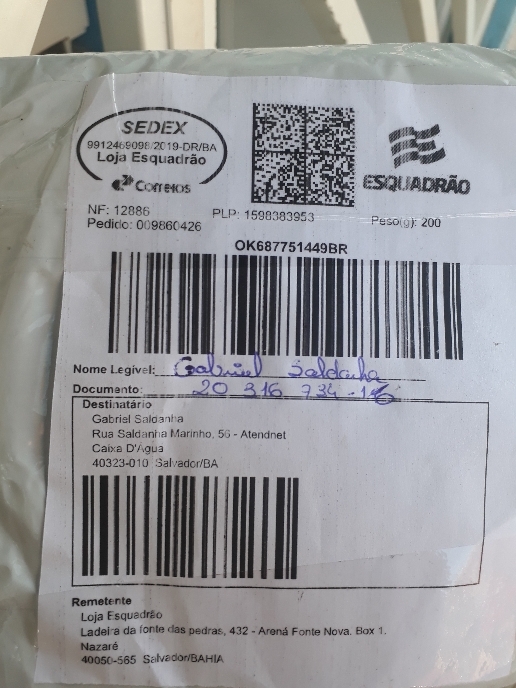 SEDEX
9912469098/2019-DR/BA
Loja Esquadrão
Correios
ESQUADRÃO
NF: 12886 PLP: 1598383953 Peso(g): 200
Pedido: 009860426
OK687751449BR
Nome Legível: Gabriel Saldanha
Documento: 20 316 734-16
Destinatário
Gabriel Saldanha
Rua Saldanha Marinho, 56 - Atendnet
Caixa D'Agua
40323-010 Salvador/BA
Remetente
Loja Esquadrão
Ladeira da fonte das pedras, 432 - Arená Fonte Nova. Box 1.
Nazaré
40050-565 Salvador/BAHIA